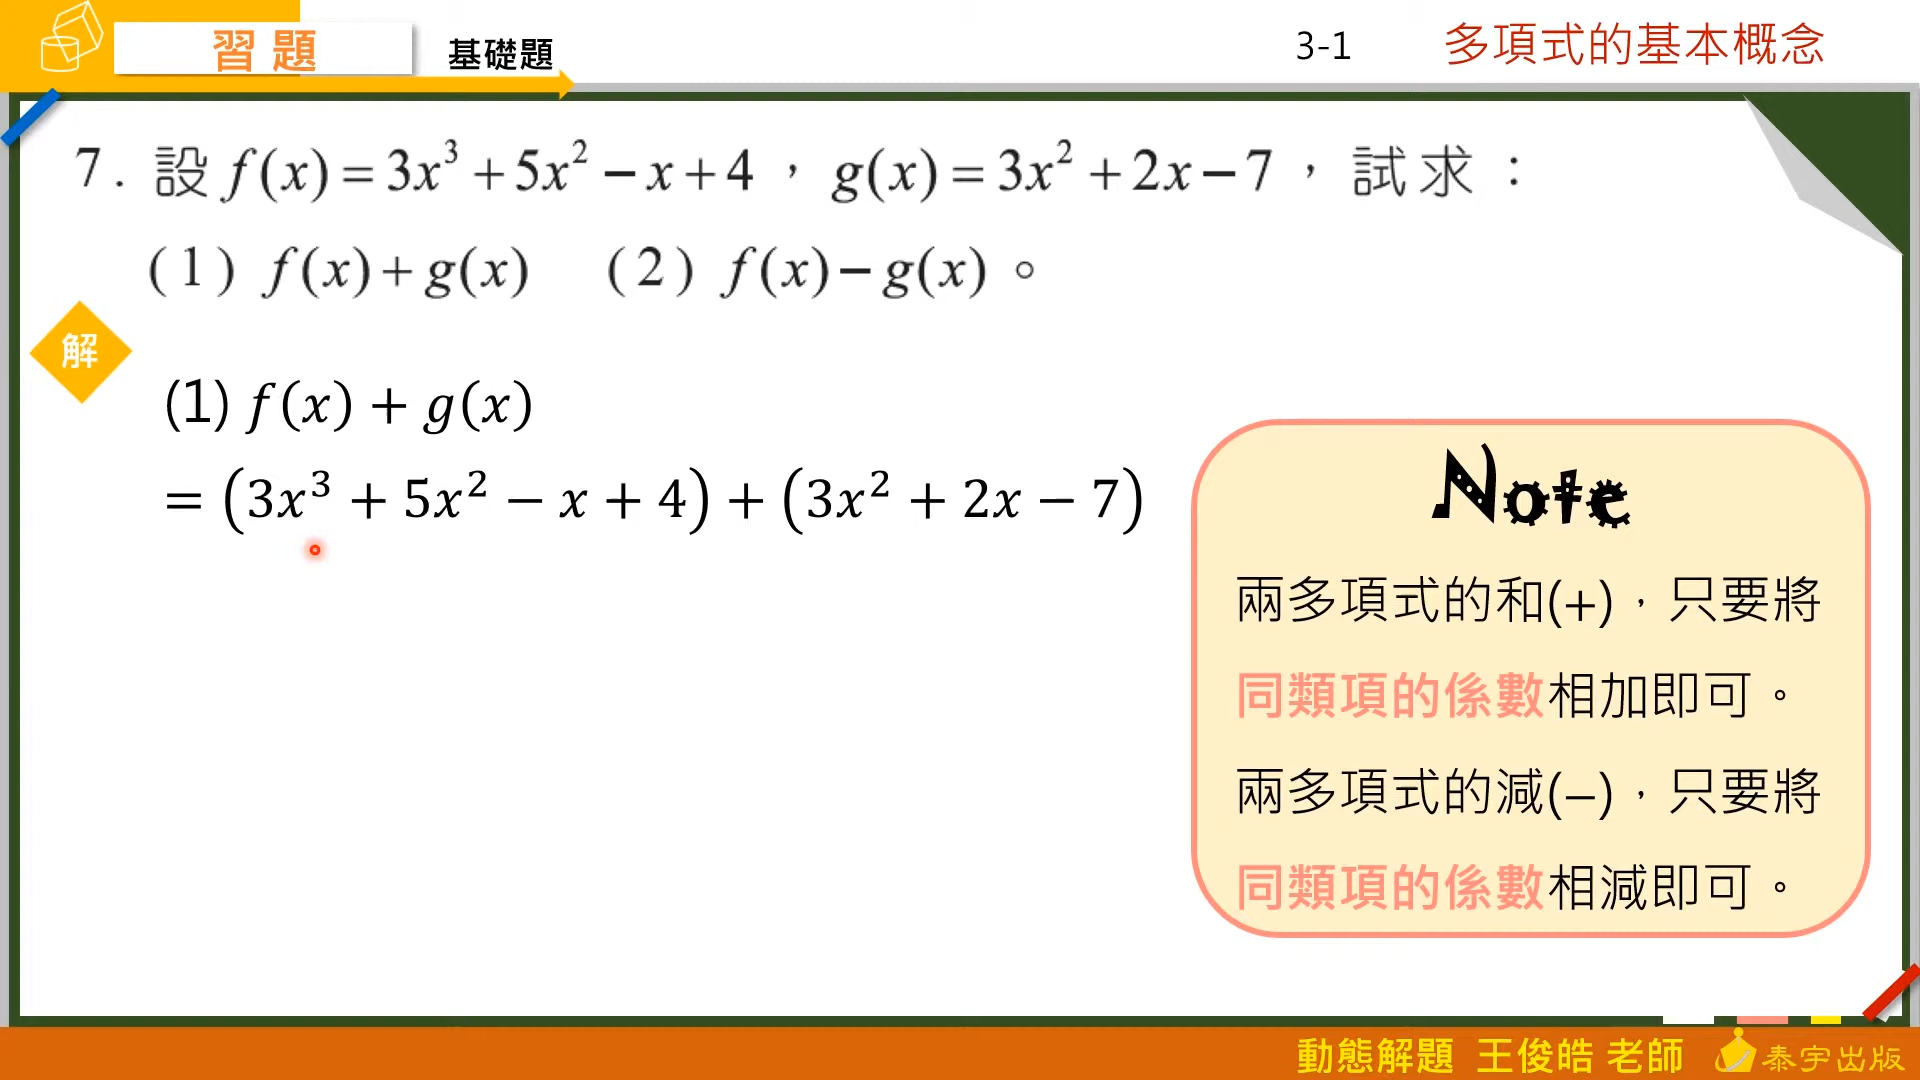 習題 基礎題 3-1 多項式的基本概念
7. 設 f(x)=3x³+5x²−x+4，g(x)=3x²+2x−7，試求：
(1) f(x)+g(x) (2) f(x)−g(x)。
解
(1) f(x) + g(x)
= (3x³ + 5x² − x + 4) + (3x² + 2x − 7)
Note
兩多項式的和(+)，只要將
同類項的係數相加即可。
兩多項式的減(−)，只要將
同類項的係數相減即可。
動態解題 王俊皓 老師 泰宇出版